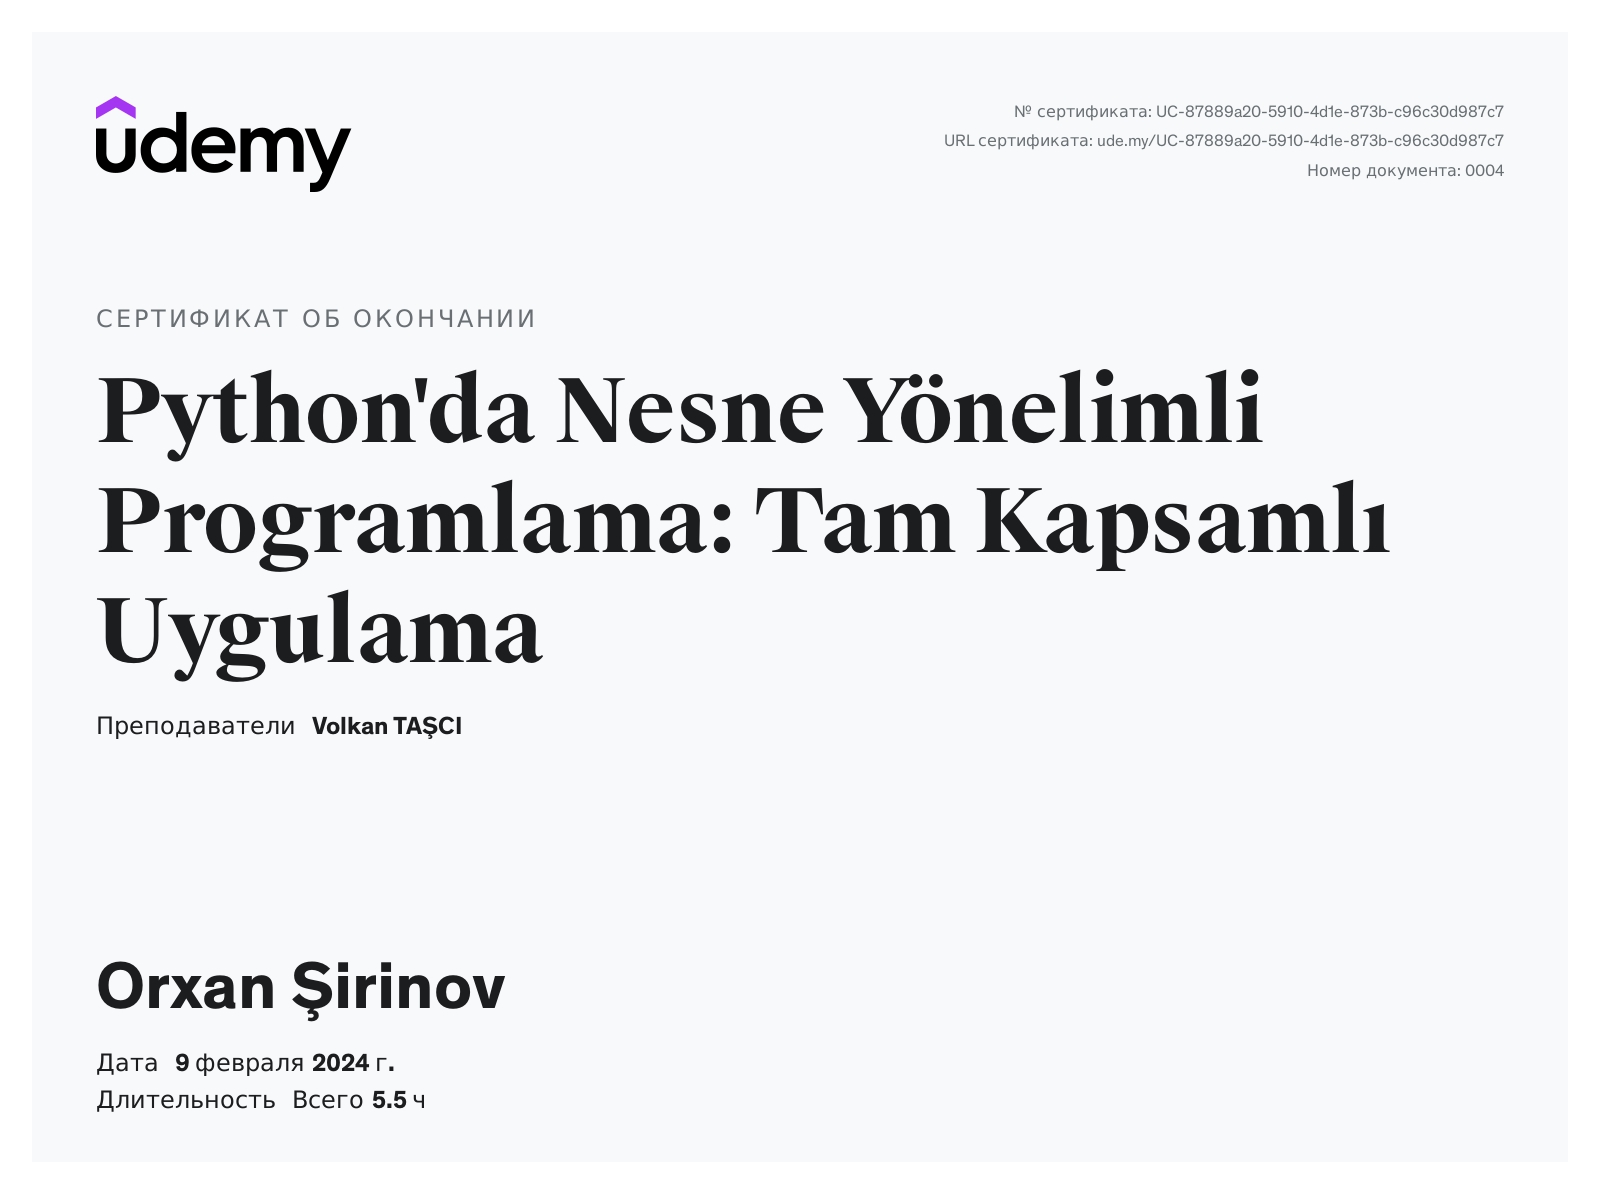 udemy
№ сертификата: UC-87889a20-5910-4d1e-873b-c96c30d987c7
URL сертификата: ude.my/UC-87889a20-5910-4d1e-873b-c96c30d987c7
Номер документа: 0004
СЕРТИФИКАТ ОБ ОКОНЧАНИИ
Python'da Nesne Yönelimli
Programlama: Tam Kapsamlı
Uygulama
Преподаватели Volkan TAŞCI
Orxan Şirinov
Дата 9 февраля 2024 г.
Длительность Всего 5.5 ч